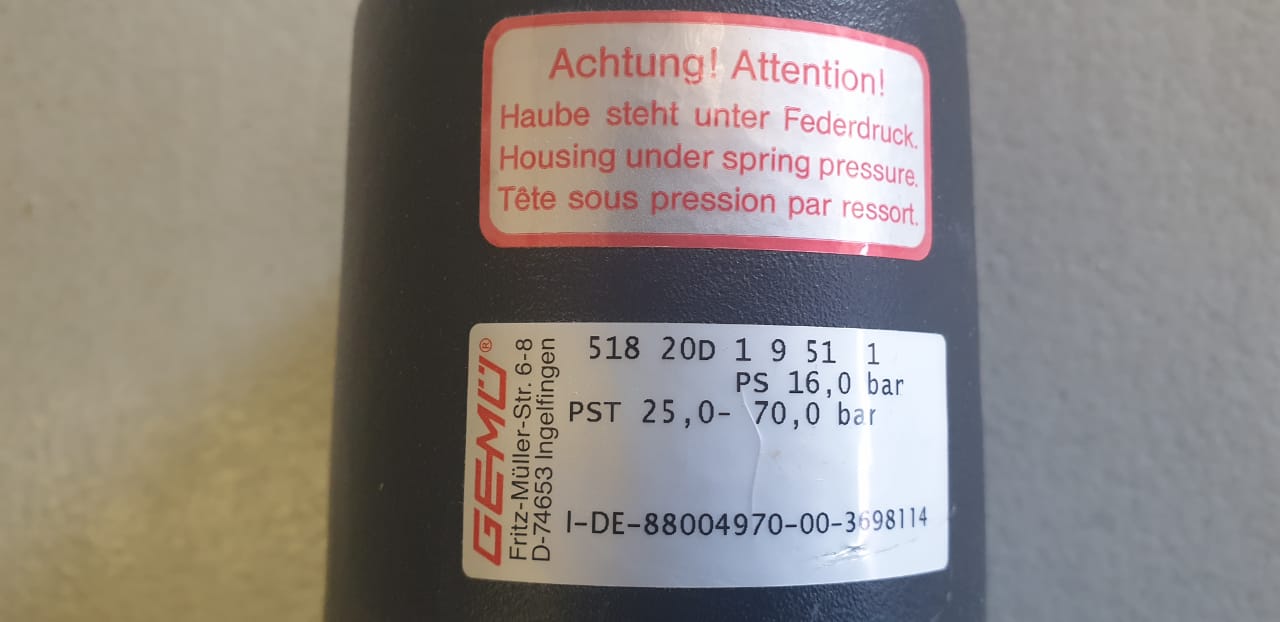 Achtung! Attention!
Haube steht unter Federdruck.
Housing under spring pressure.
Tête sous pression par ressort.
GEMÜ®
Fritz-Müller-Str. 6-8
D-74653 Ingelfingen
518 20D 1 9 51 1
PS 16,0 bar
PST 25,0- 70,0 bar
I-DE-88004970-00-3698114